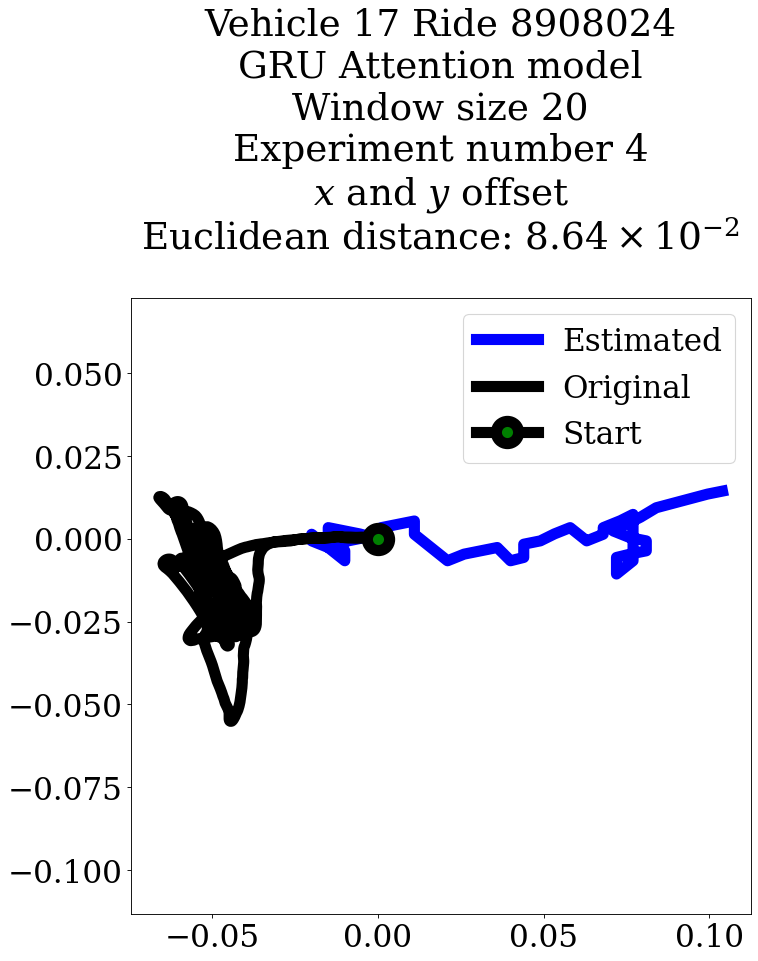 Vehicle 17 Ride 8908024
GRU Attention model
Window size 20
Experiment number 4
x and y offset
Euclidean distance: 8.64 × 10⁻²
Estimated
Original
Start
0.050
0.025
0.000
−0.025
−0.050
−0.075
−0.100
−0.05
0.00
0.05
0.10